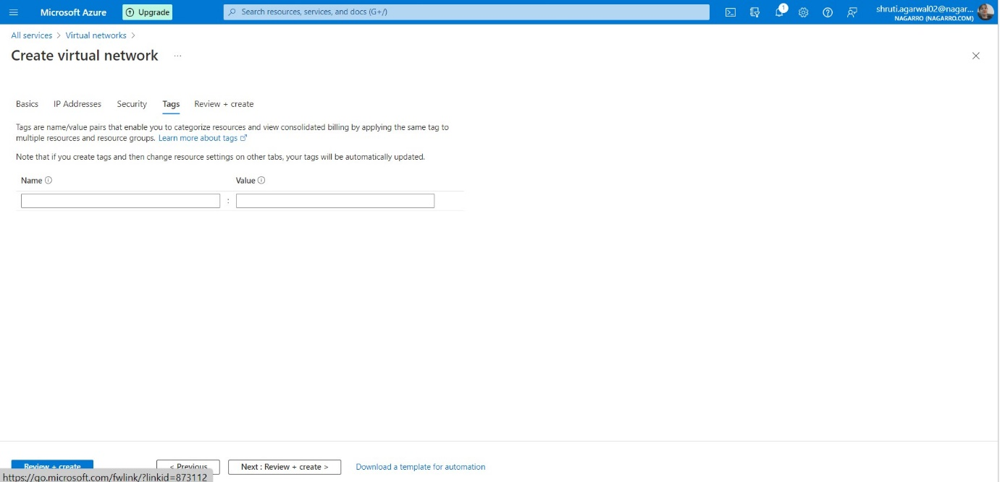 Microsoft Azure
Upgrade
Search resources, services, and docs (G+/)
1
shruti.agarwal02@nagar...
NAGARRO (NAGARRO.COM)
All services > Virtual networks >
Create virtual network ...
Basics IP Addresses Security Tags Review + create
Tags are name/value pairs that enable you to categorize resources and view consolidated billing by applying the same tag to
multiple resources and resource groups. Learn more about tags
Note that if you create tags and then change resource settings on other tabs, your tags will be automatically updated.
Name Value
:
Review + create < Previous Next : Review + create > Download a template for automation
https://go.microsoft.com/fwlink/?linkid=873112